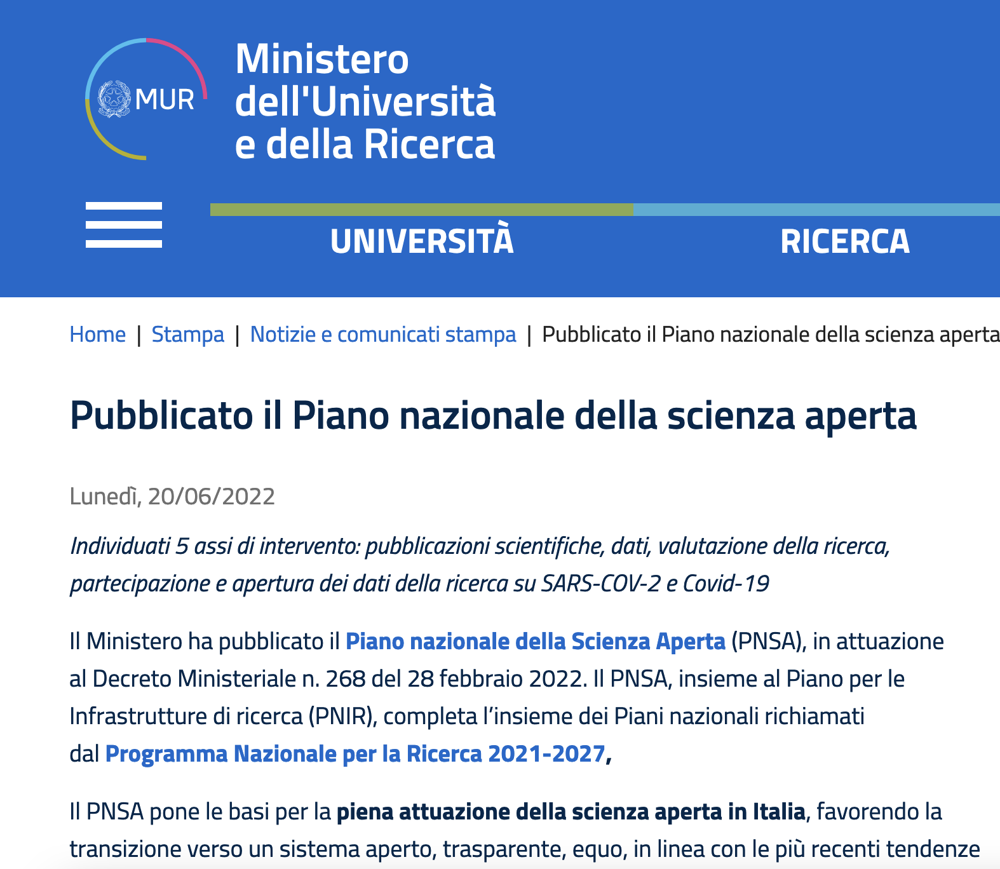 MUR
Ministero
dell'Università
e della Ricerca
UNIVERSITÀ
RICERCA
Home | Stampa | Notizie e comunicati stampa | Pubblicato il Piano nazionale della scienza aperta
Pubblicato il Piano nazionale della scienza aperta
Lunedì, 20/06/2022
Individuati 5 assi di intervento: pubblicazioni scientifiche, dati, valutazione della ricerca,
partecipazione e apertura dei dati della ricerca su SARS-COV-2 e Covid-19
Il Ministero ha pubblicato il Piano nazionale della Scienza Aperta (PNSA), in attuazione
al Decreto Ministeriale n. 268 del 28 febbraio 2022. Il PNSA, insieme al Piano per le
Infrastrutture di ricerca (PNIR), completa l’insieme dei Piani nazionali richiamati
dal Programma Nazionale per la Ricerca 2021-2027,
Il PNSA pone le basi per la piena attuazione della scienza aperta in Italia, favorendo la
transizione verso un sistema aperto, trasparente, equo, in linea con le più recenti tendenze